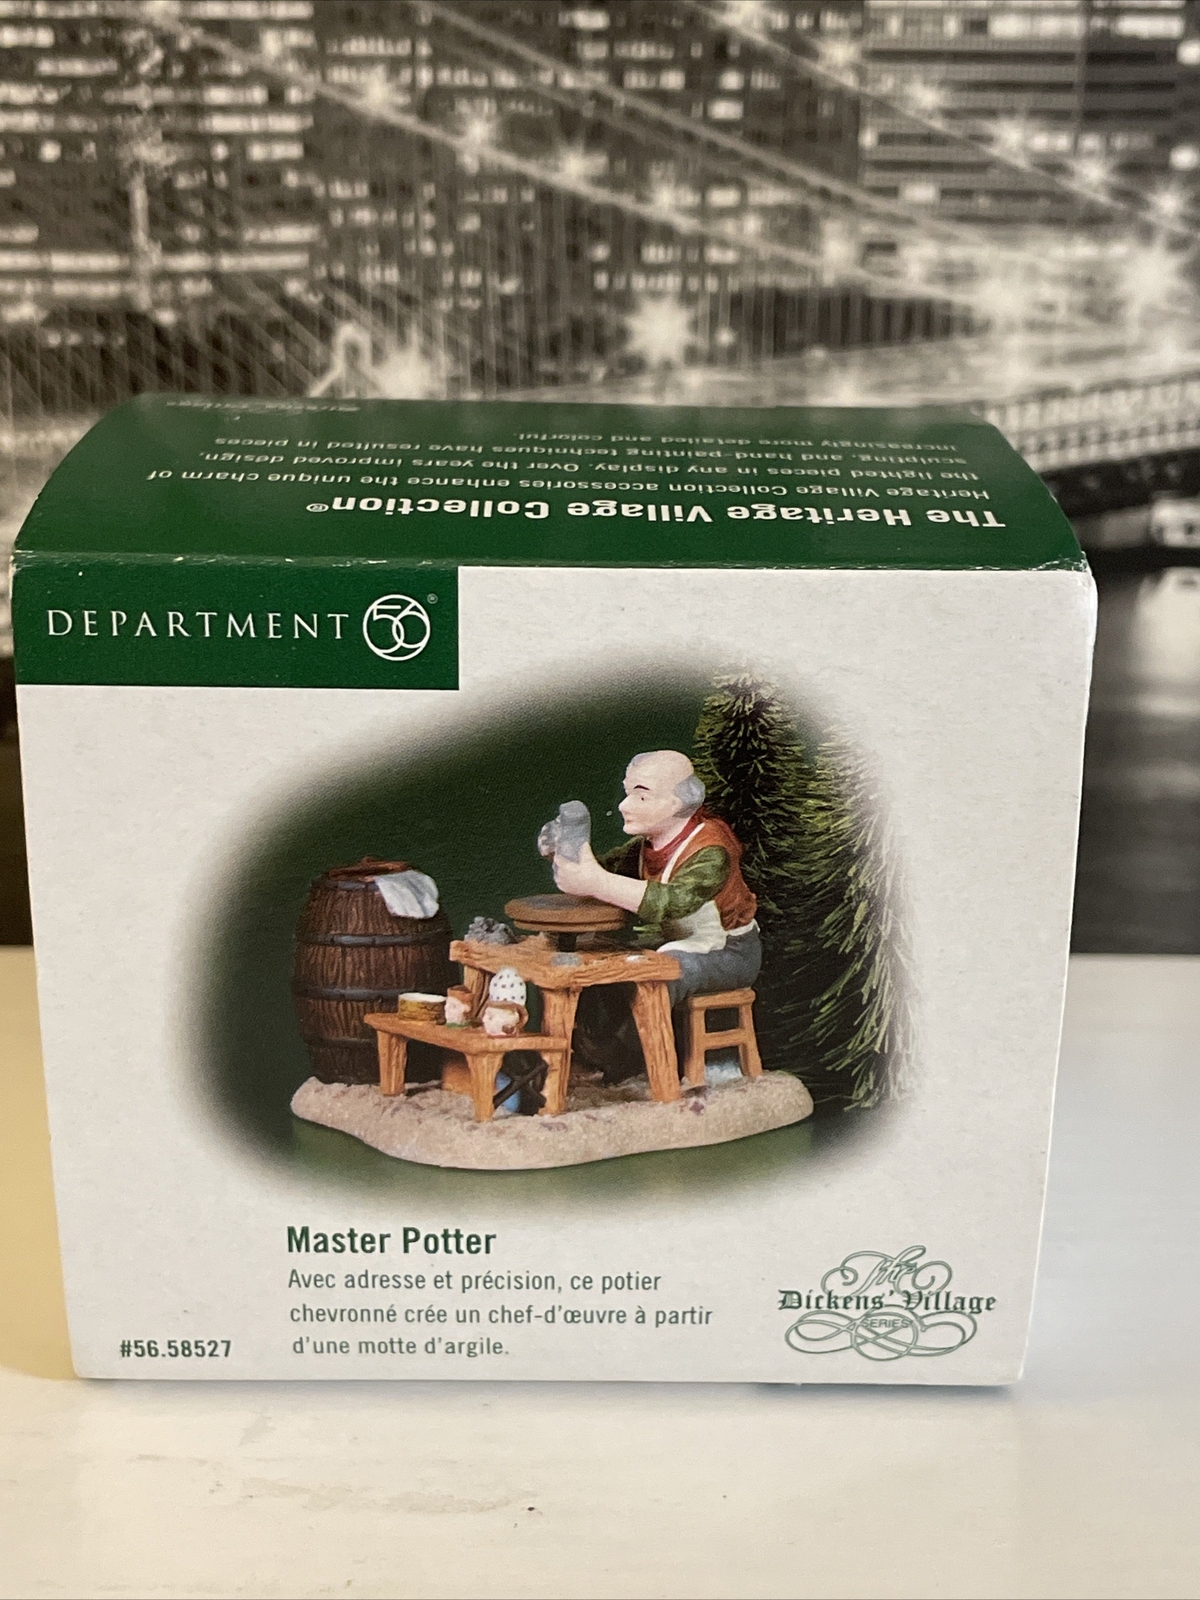 The Heritage Village Collection®
Heritage Village Collection accessories enhance the unique charm of
the lighted pieces in any display. Over the years improved design,
sculpting, and hand-painting techniques have resulted in pieces
increasingly more detailed and colorful.
DEPARTMENT 56®
Master Potter
Avec adresse et précision, ce potier
chevronné crée un chef-d'œuvre à partir
d'une motte d'argile.
#56.58527
The
Dickens' Village
SERIES